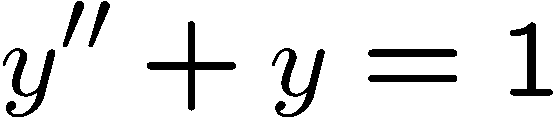 y″ + y = 1